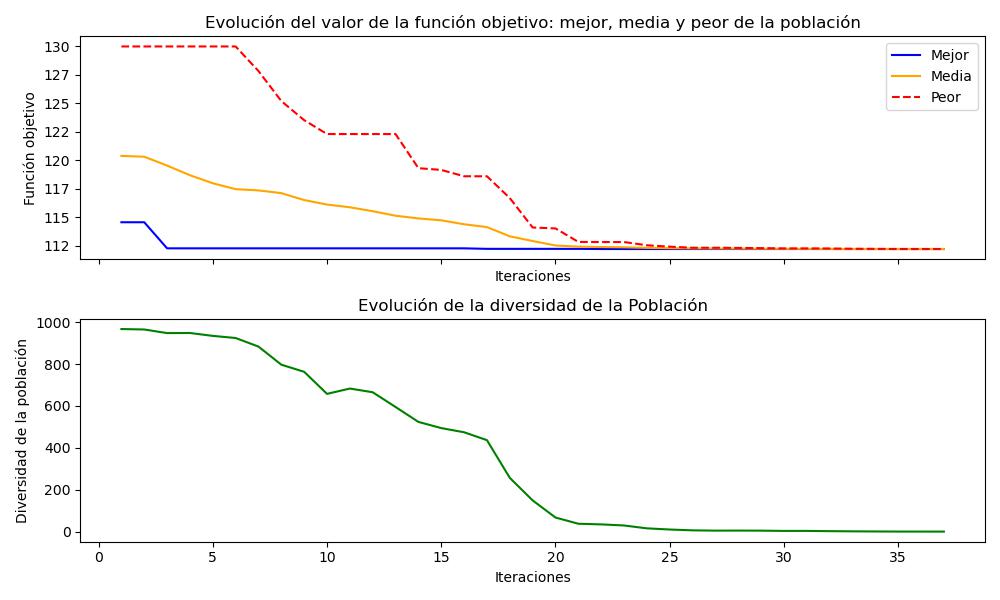 Evolución del valor de la función objetivo: mejor, media y peor de la población
Función objetivo
130
127
125
122
120
117
115
112
Mejor
Media
Peor
Iteraciones
Evolución de la diversidad de la Población
Diversidad de la población
1000
800
600
400
200
0
0 5 10 15 20 25 30 35
Iteraciones